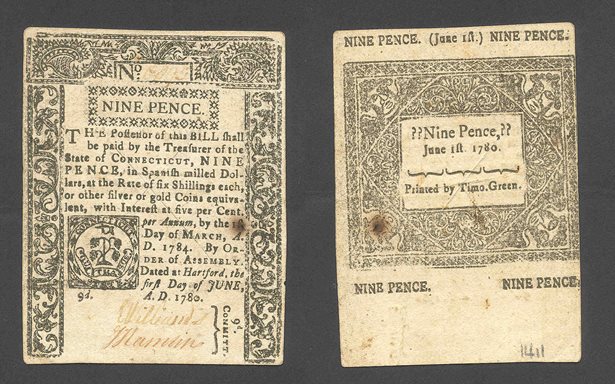 No
NINE PENCE.
THE Possessor of this BILL shall
be paid by the Treasurer of the
State of CONNECTICUT, NINE
PENCE, in Spanish milled Dol-
lars, at the Rate of six Shillings each,
or other silver or gold Coins equiva-
lent, with Interest at five per Cent.
per Annum, by the 1st
Day of MARCH, A.
D. 1784. By OR-
DER of ASSEMBLY.
Dated at Hartford, the
first Day of JUNE,
A. D. 1780.
9d.
Williams
9d.
COMMITT.
NINE PENCE. (June 1st.) NINE PENCE.
??Nine Pence,??
June 1st. 1780.
Printed by Timo. Green.
NINE PENCE. NINE PENCE
1411